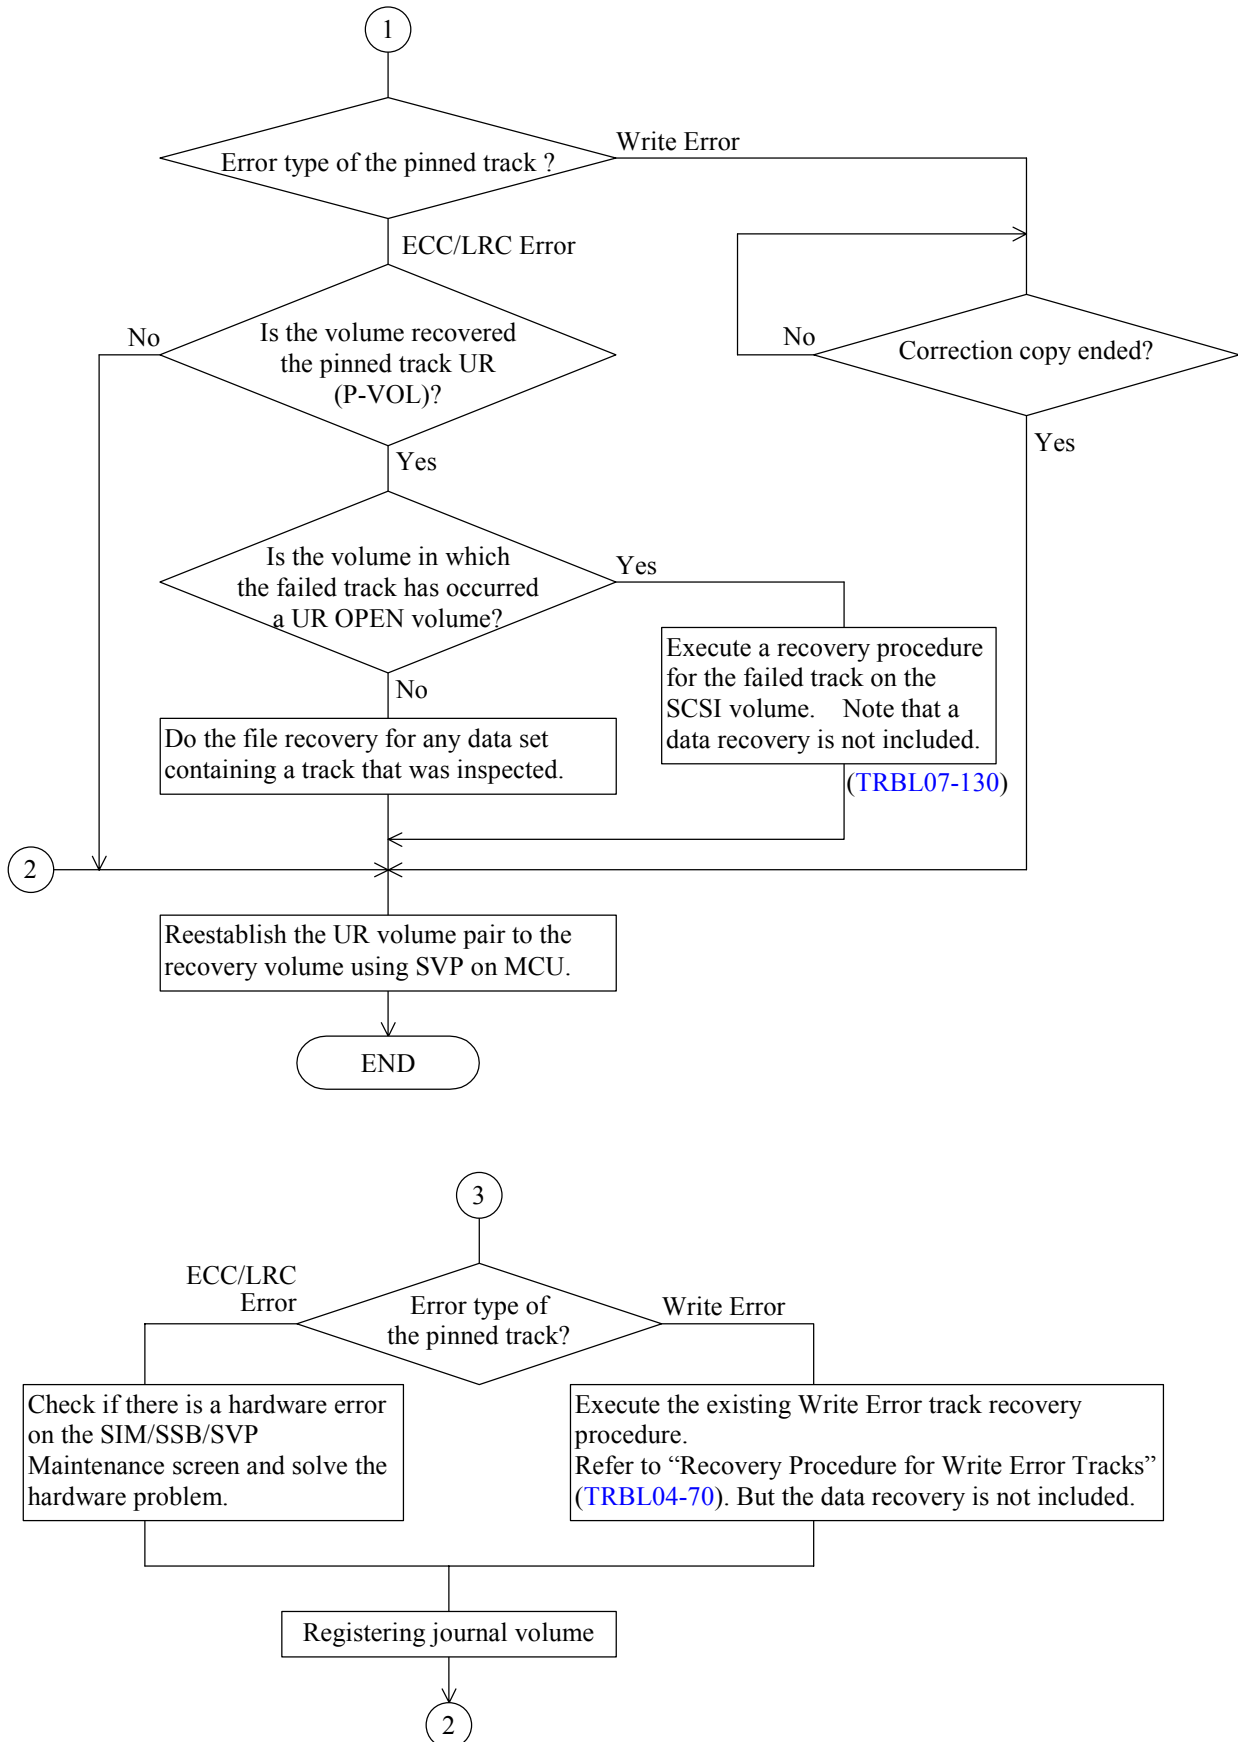 1
Error type of the pinned track ?
Write Error
ECC/LRC Error
No
Is the volume recovered
the pinned track UR
(P-VOL)?
No
Correction copy ended?
Yes
Yes
Is the volume in which
the failed track has occurred
a UR OPEN volume?
Yes
Execute a recovery procedure
for the failed track on the
SCSI volume. Note that a
data recovery is not included.
(TRBL07-130)
No
Do the file recovery for any data set
containing a track that was inspected.
2
Reestablish the UR volume pair to the
recovery volume using SVP on MCU.
END
3
ECC/LRC
Error
Error type of
the pinned track?
Write Error
Check if there is a hardware error
on the SIM/SSB/SVP
Maintenance screen and solve the
hardware problem.
Execute the existing Write Error track recovery
procedure.
Refer to “Recovery Procedure for Write Error Tracks”
(TRBL04-70). But the data recovery is not included.
Registering journal volume
2